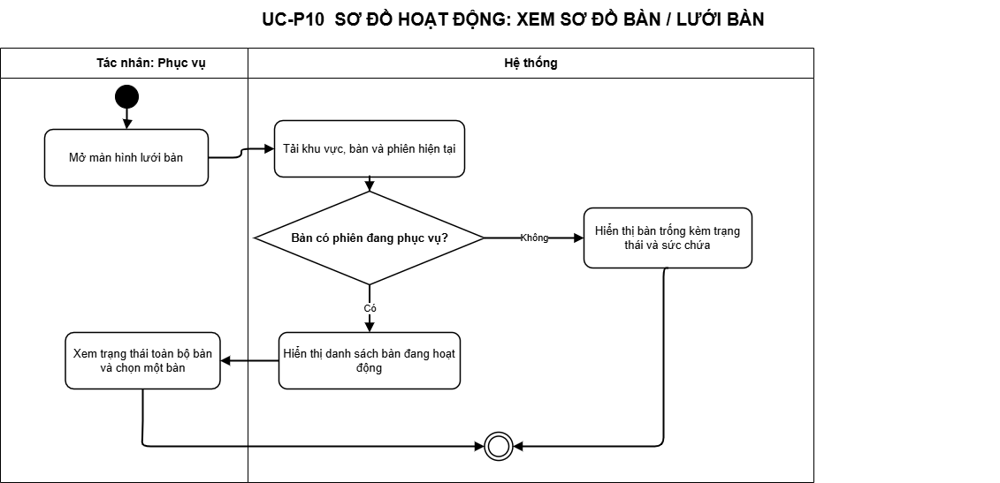 UC-P10 SƠ ĐỒ HOẠT ĐỘNG: XEM SƠ ĐỒ BÀN / LƯỚI BÀN
Tác nhân: Phục vụ
Hệ thống
Mở màn hình lưới bàn
Tải khu vực, bàn và phiên hiện tại
Bàn có phiên đang phục vụ?
Không
Hiển thị bàn trống kèm trạng
thái và sức chứa
Có
Hiển thị danh sách bàn đang hoạt
động
Xem trạng thái toàn bộ bàn
và chọn một bàn